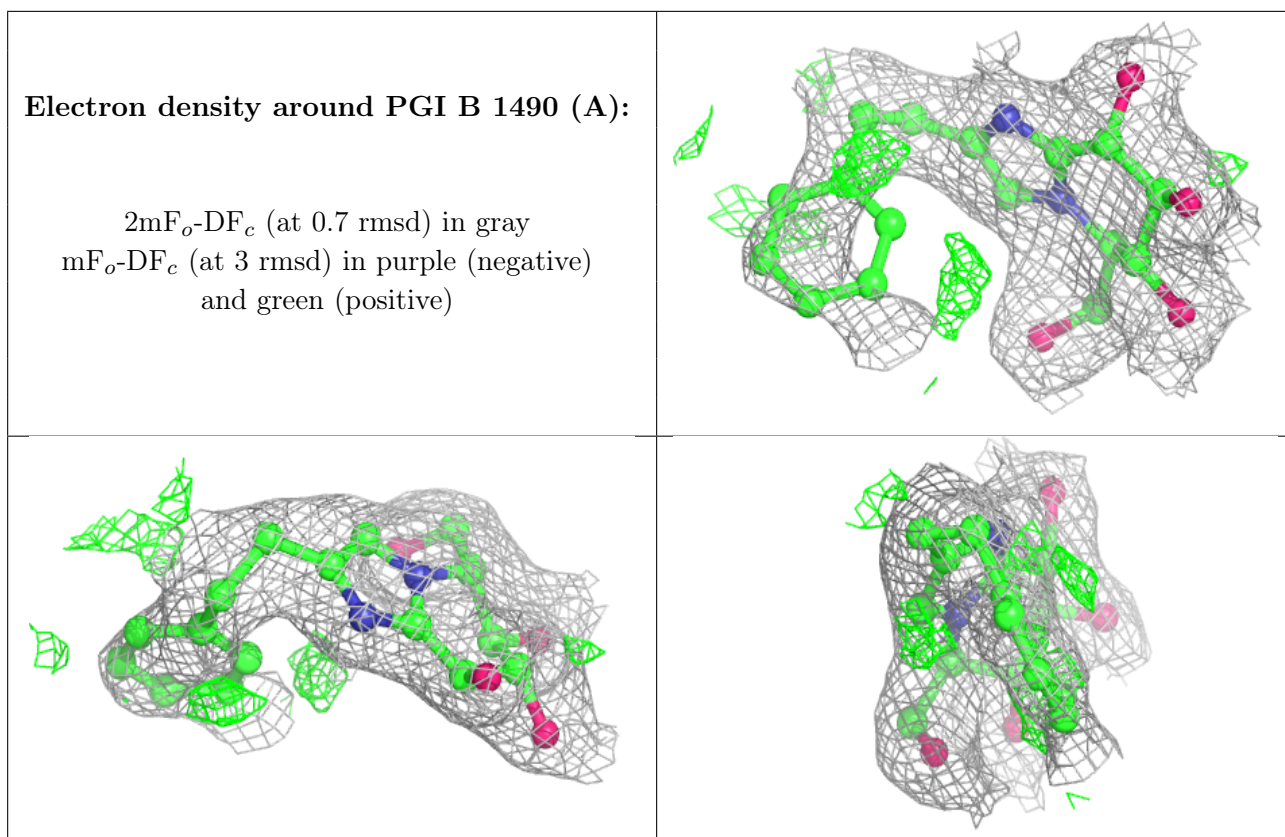 Electron density around PGI B 1490 (A):
2mFo-DFc (at 0.7 rmsd) in gray
mFo-DFc (at 3 rmsd) in purple (negative)
and green (positive)